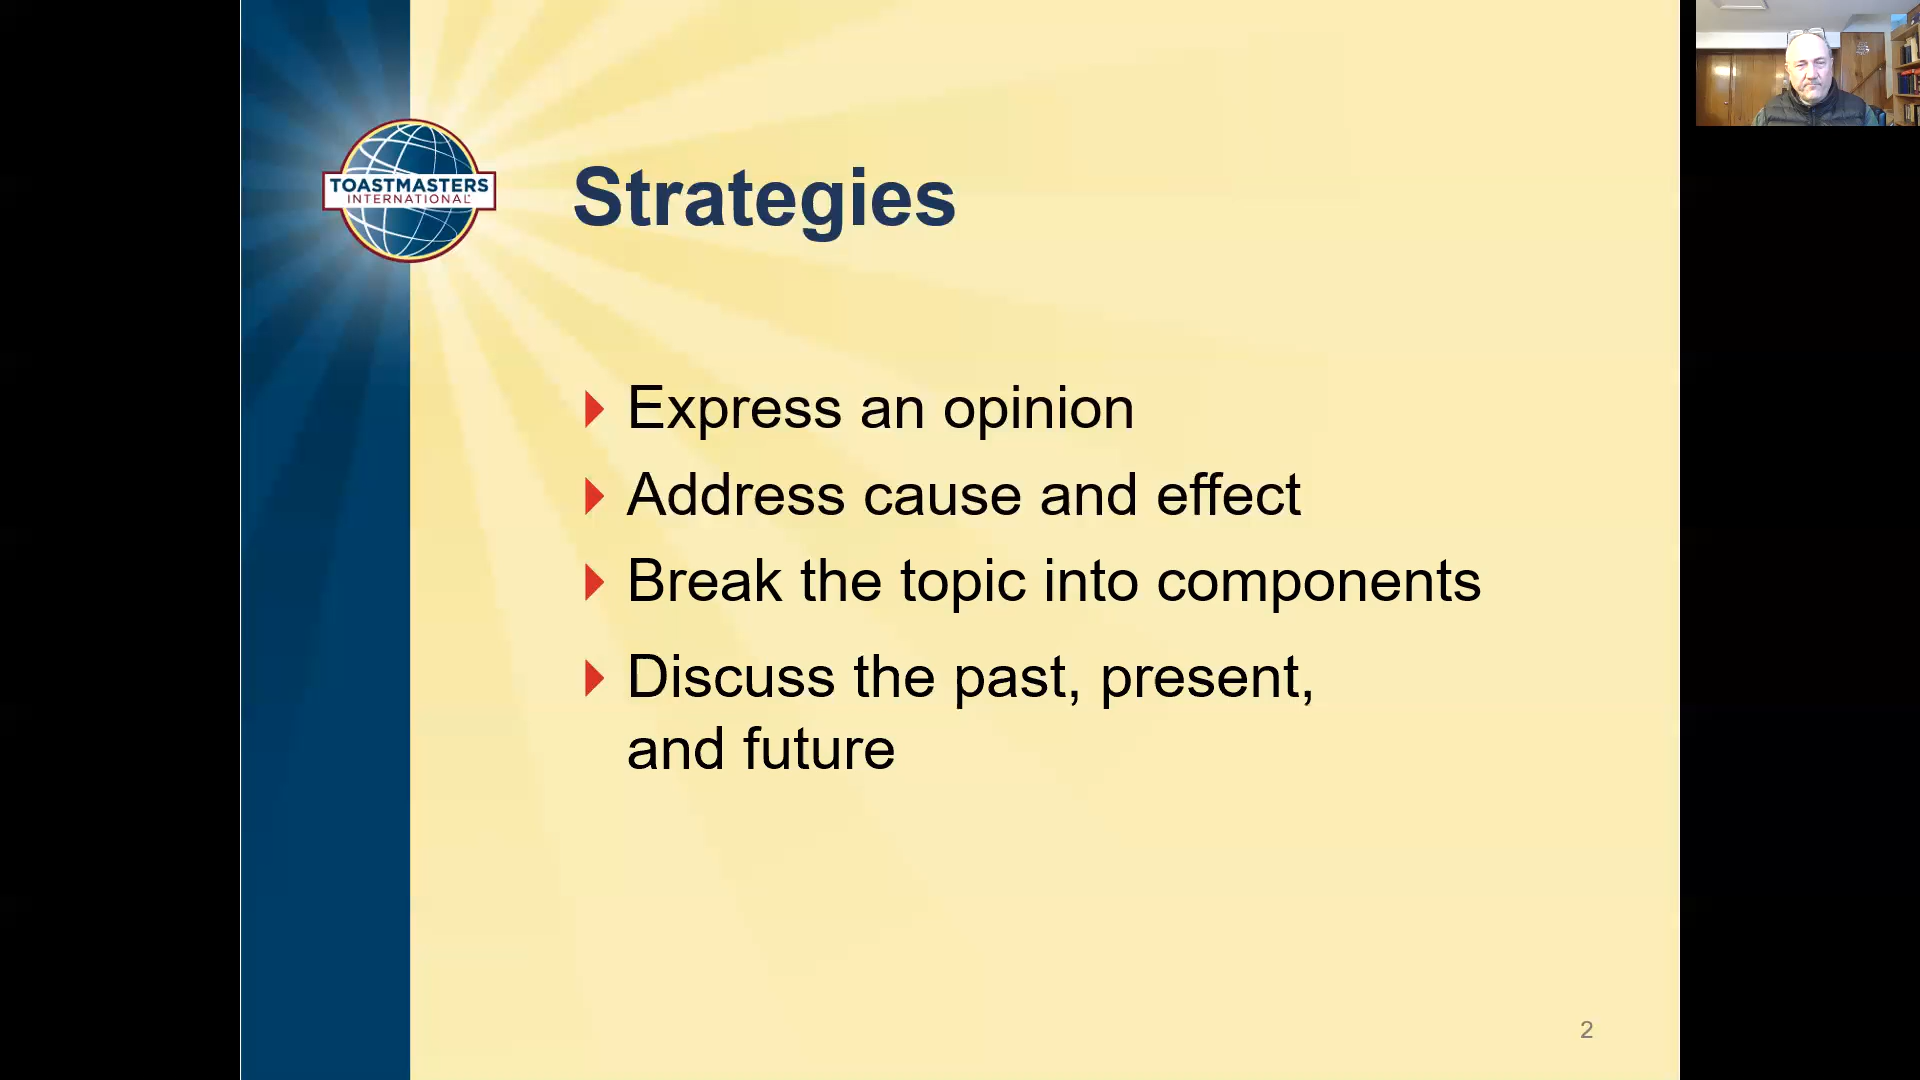 TOASTMASTERS
INTERNATIONAL
Strategies
Express an opinion
Address cause and effect
Break the topic into components
Discuss the past, present,
and future
2